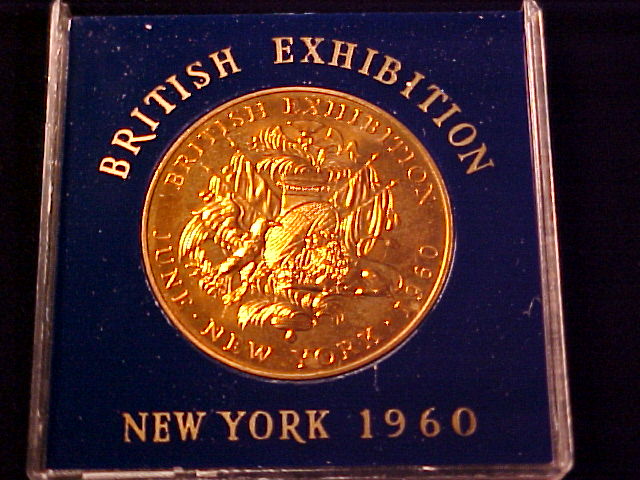 BRITISH EXHIBITION
BRITISH EXHIBITION
JUNE · NEW YORK · 1960
NEW YORK 1960